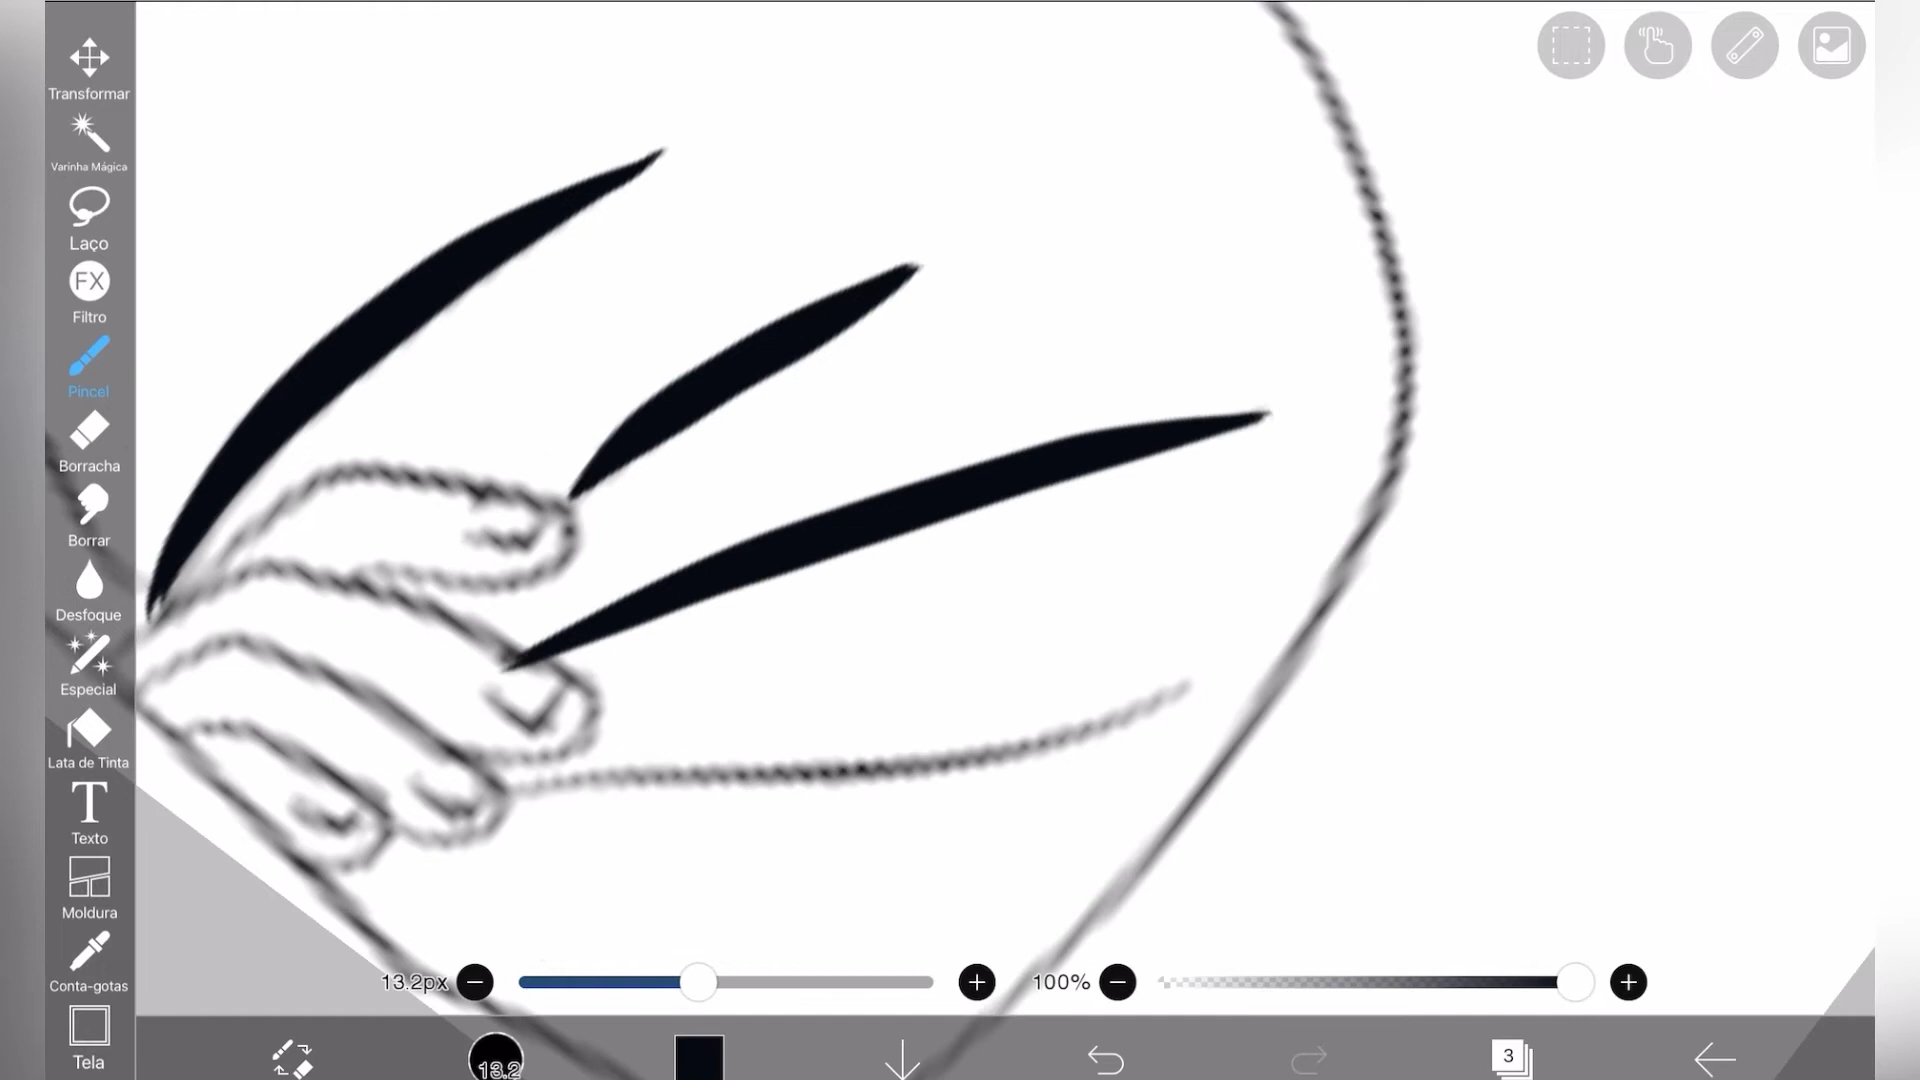 Transformar
Varinha Mágica
Laço
FX
Filtro
Pincel
Borracha
Borrar
Desfoque
Especial
Lata de Tinta
T
Texto
Moldura
Conta-gotas
Tela
13.2px
100%
13.2
3